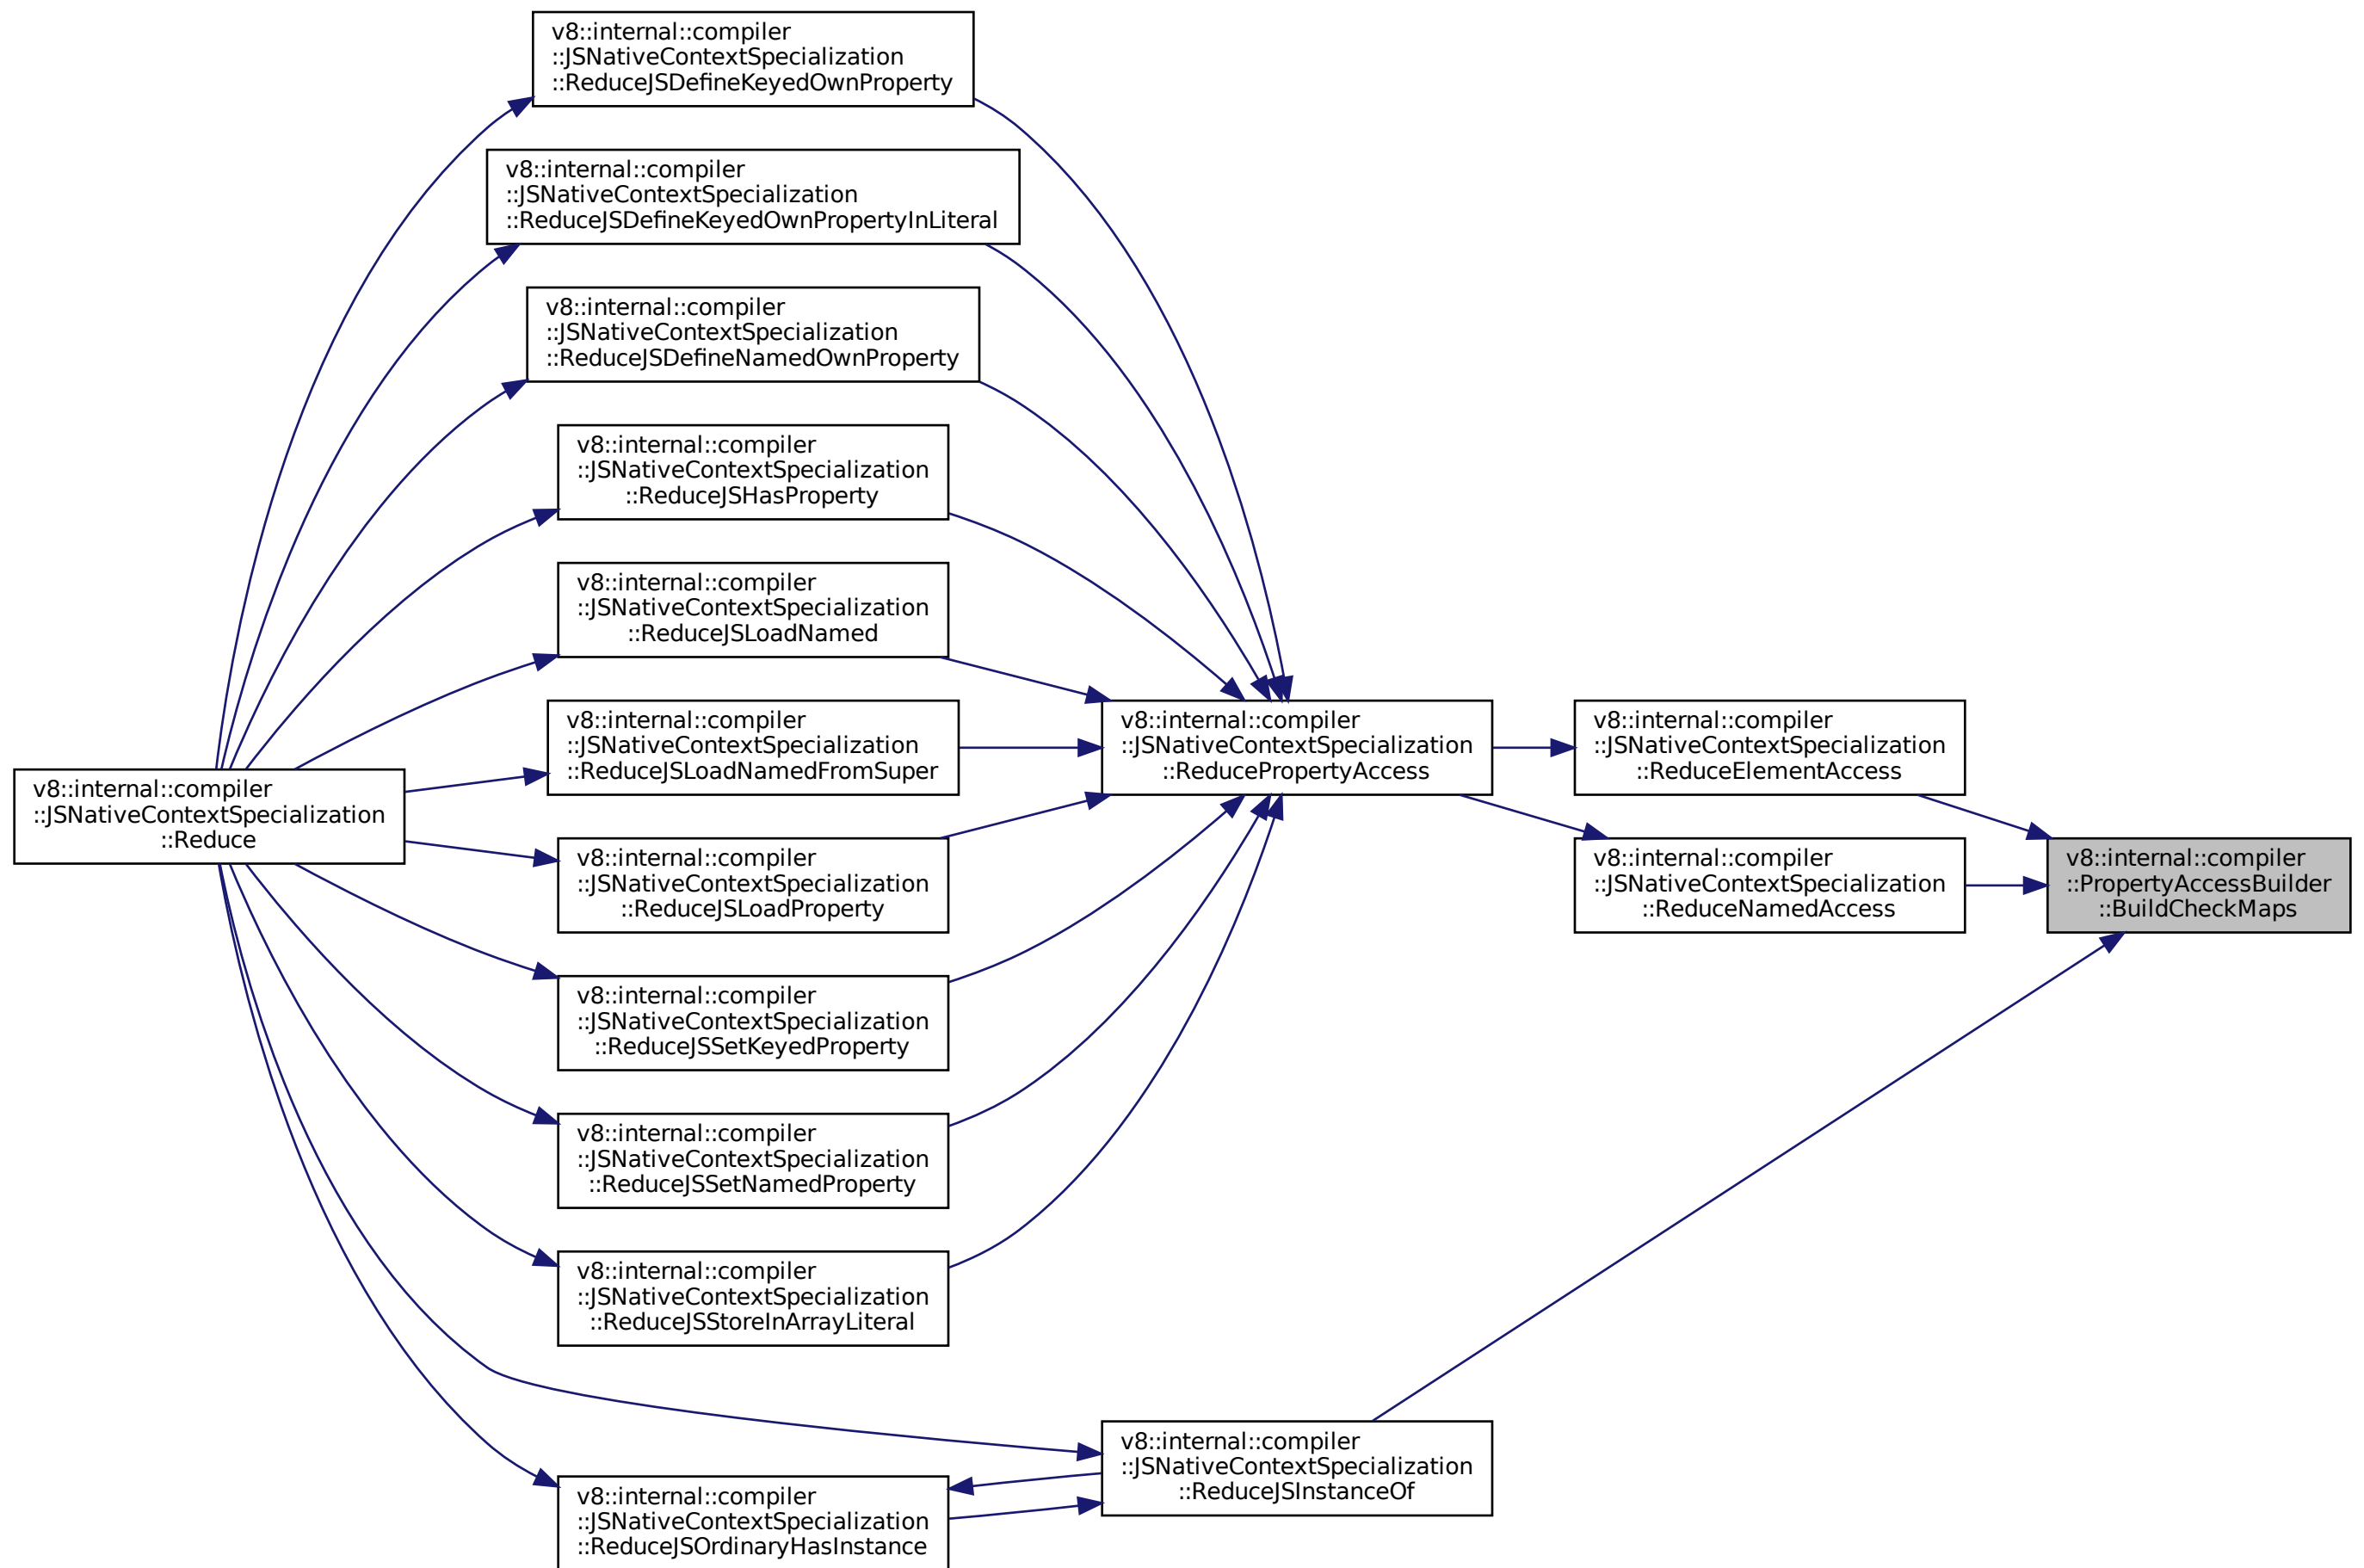 v8::internal::compiler
::JSNativeContextSpecialization
::ReduceJSDefineKeyedOwnProperty
v8::internal::compiler
::JSNativeContextSpecialization
::ReduceJSDefineKeyedOwnPropertyInLiteral
v8::internal::compiler
::JSNativeContextSpecialization
::ReduceJSDefineNamedOwnProperty
v8::internal::compiler
::JSNativeContextSpecialization
::ReduceJSHasProperty
v8::internal::compiler
::JSNativeContextSpecialization
::ReduceJSLoadNamed
v8::internal::compiler
::JSNativeContextSpecialization
::ReduceJSLoadNamedFromSuper
v8::internal::compiler
::JSNativeContextSpecialization
::ReducePropertyAccess
v8::internal::compiler
::JSNativeContextSpecialization
::ReduceElementAccess
v8::internal::compiler
::JSNativeContextSpecialization
::Reduce
v8::internal::compiler
::JSNativeContextSpecialization
::ReduceJSLoadProperty
v8::internal::compiler
::JSNativeContextSpecialization
::ReduceNamedAccess
v8::internal::compiler
::PropertyAccessBuilder
::BuildCheckMaps
v8::internal::compiler
::JSNativeContextSpecialization
::ReduceJSSetKeyedProperty
v8::internal::compiler
::JSNativeContextSpecialization
::ReduceJSSetNamedProperty
v8::internal::compiler
::JSNativeContextSpecialization
::ReduceJSStoreInArrayLiteral
v8::internal::compiler
::JSNativeContextSpecialization
::ReduceJSInstanceOf
v8::internal::compiler
::JSNativeContextSpecialization
::ReduceJSOrdinaryHasInstance